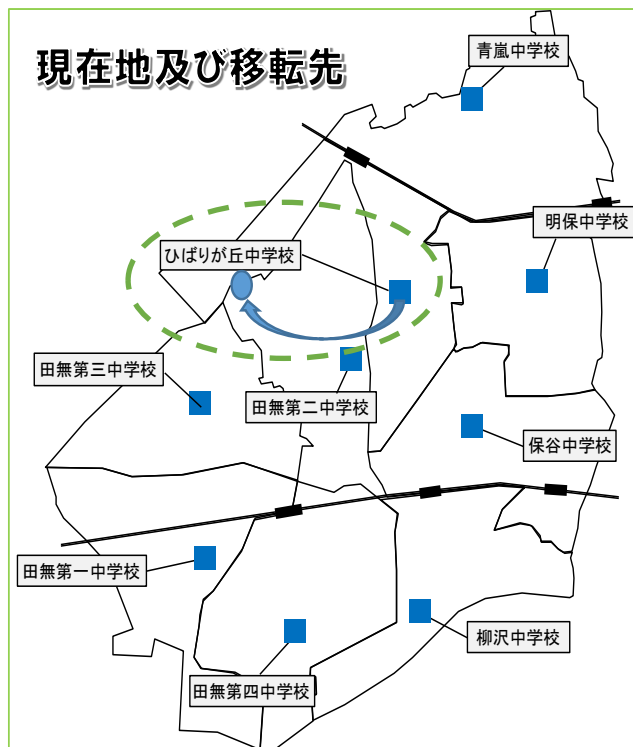 現在地及び移転先
青嵐中学校
明保中学校
ひばりが丘中学校
田無第三中学校
田無第二中学校
保谷中学校
田無第一中学校
柳沢中学校
田無第四中学校